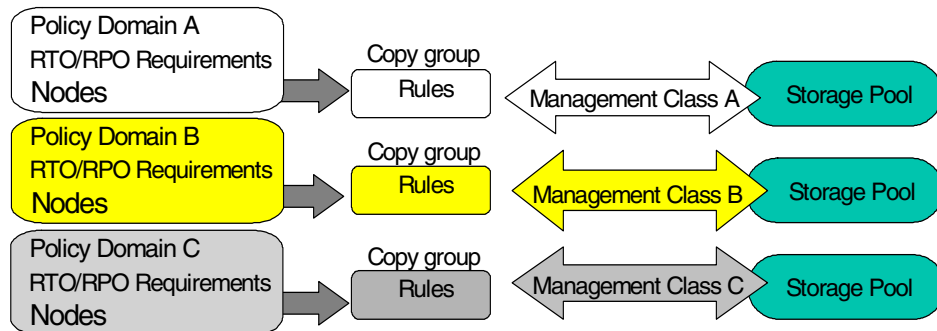 Policy Domain A
RTO/RPO Requirements
Nodes
Copy group
Rules
Management Class A
Storage Pool
Policy Domain B
RTO/RPO Requirements
Nodes
Copy group
Rules
Management Class B
Storage Pool
Policy Domain C
RTO/RPO Requirements
Nodes
Copy group
Rules
Management Class C
Storage Pool